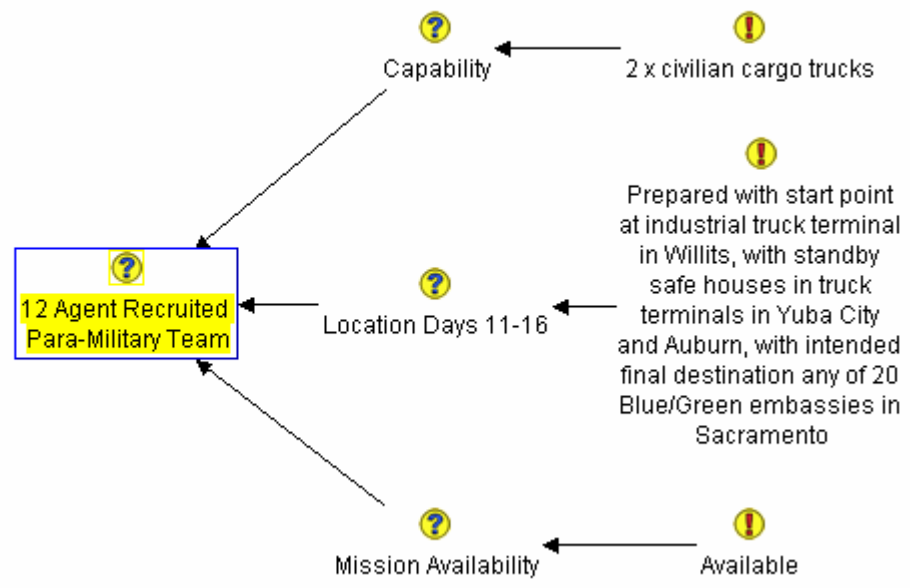 Capability
2 x civilian cargo trucks
Prepared with start point
at industrial truck terminal
in Willits, with standby
safe houses in truck
terminals in Yuba City
and Auburn, with intended
final destination any of 20
Blue/Green embassies in
Sacramento
12 Agent Recruited
Para-Military Team
Location Days 11-16
Mission Availability
Available